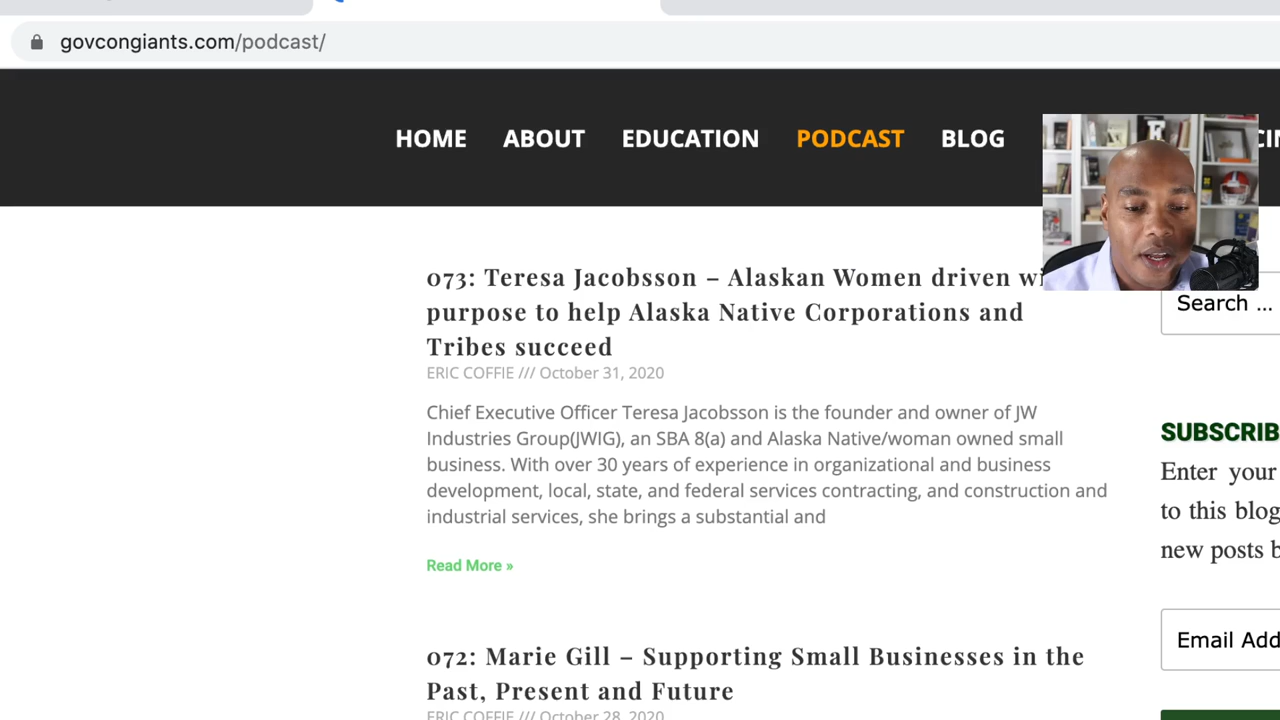 govcongiants.com/podcast/
HOME ABOUT EDUCATION PODCAST BLOG
073: Teresa Jacobsson – Alaskan Women driven
purpose to help Alaska Native Corporations and
Tribes succeed
ERIC COFFIE /// October 31, 2020
Chief Executive Officer Teresa Jacobsson is the founder and owner of JW
Industries Group(JWIG), an SBA 8(a) and Alaska Native/woman owned small
business. With over 30 years of experience in organizational and business
development, local, state, and federal services contracting, and construction and
industrial services, she brings a substantial and
Read More »
072: Marie Gill – Supporting Small Businesses in the
Past, Present and Future
ERIC COFFIE /// October 28, 2020
Search ...
SUBSCRIB
Enter your
to this blog
new posts b
Email Add